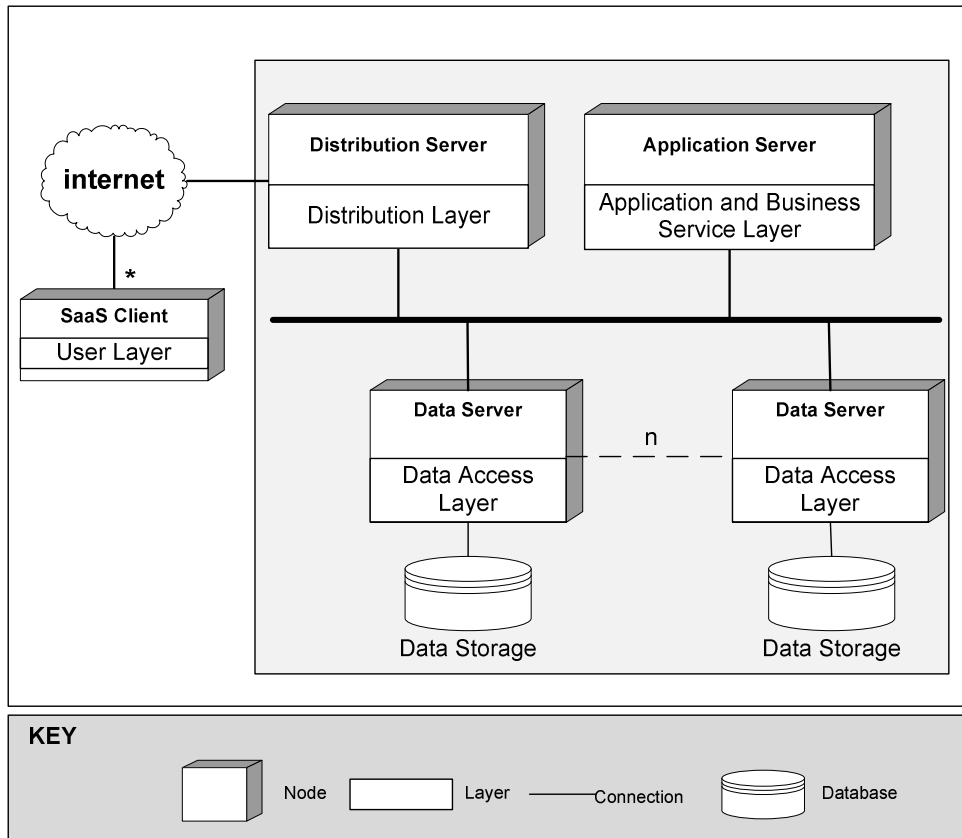 Distribution Server
Distribution Layer
Application Server
Application and Business
Service Layer
internet
*
SaaS Client
User Layer
Data Server
Data Access
Layer
n
Data Server
Data Access
Layer
Data Storage
Data Storage
KEY
Node
Layer
Connection
Database